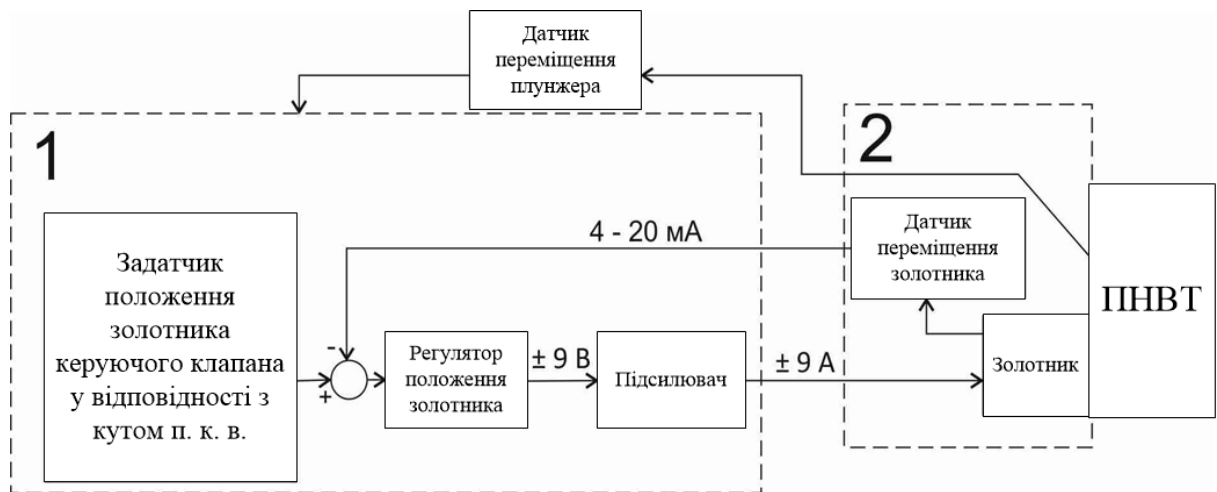 Датчик
переміщення
плунжера
1
2
Задатчик
положення
золотника
керуючого клапана
у відповідності з
кутом п. к. в.
4 - 20 мА
Датчик
переміщення
золотника
ПНВТ
-
+
Регулятор
положення
золотника
± 9 В
Підсилювач
± 9 А
Золотник